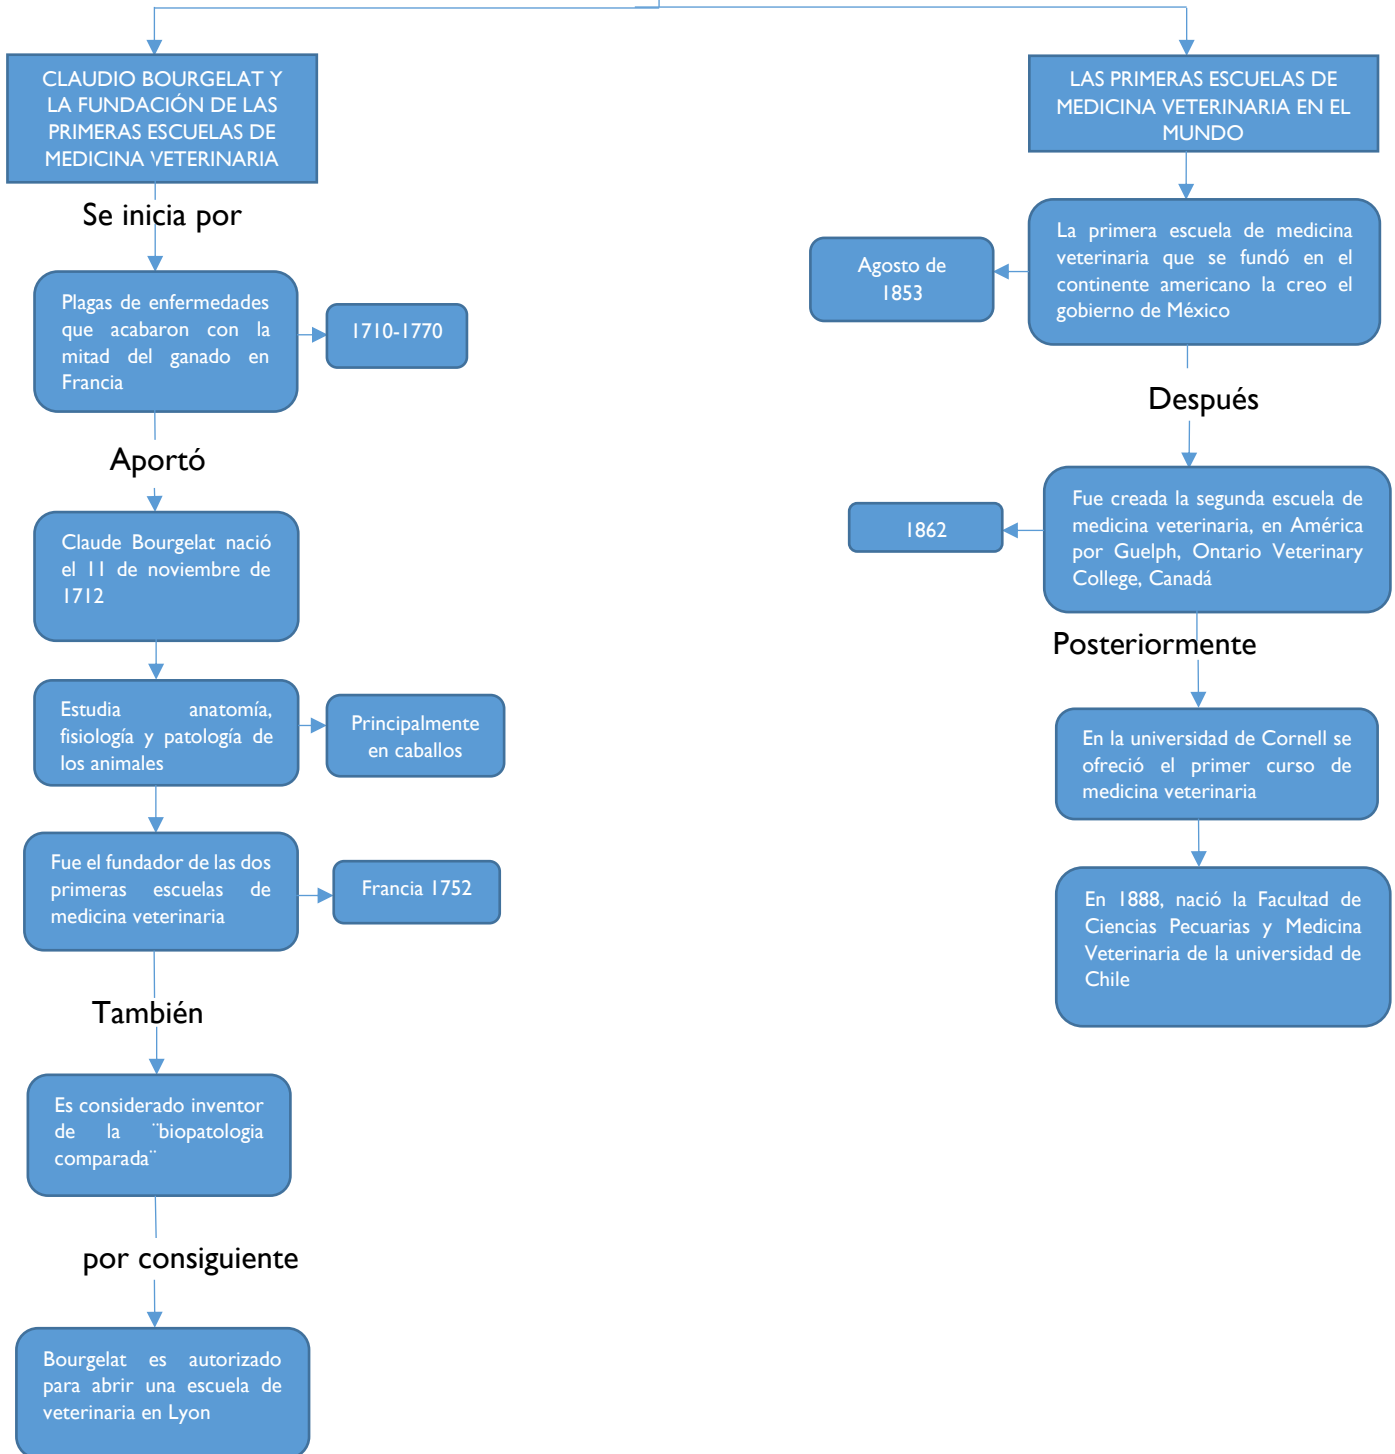 CLAUDIO BOURGELAT Y
LA FUNDACIÓN DE LAS
PRIMERAS ESCUELAS DE
MEDICINA VETERINARIA
Se inicia por
Plagas de enfermedades
que acabaron con la
mitad del ganado en
Francia
1710-1770
Aportó
Claude Bourgelat nació
el 11 de noviembre de
1712
Estudia anatomía,
fisiología y patología de
los animales
Principalmente
en caballos
Fue el fundador de las dos
primeras escuelas de
medicina veterinaria
Francia 1752
También
Es considerado inventor
de la ¨biopatologia
comparada¨
por consiguiente
Bourgelat es autorizado
para abrir una escuela de
veterinaria en Lyon
LAS PRIMERAS ESCUELAS DE
MEDICINA VETERINARIA EN EL
MUNDO
La primera escuela de medicina
veterinaria que se fundó en el
continente americano la creo el
gobierno de México
Agosto de
1853
Después
Fue creada la segunda escuela de
medicina veterinaria, en América
por Guelph, Ontario Veterinary
College, Canadá
1862
Posteriormente
En la universidad de Cornell se
ofreció el primer curso de
medicina veterinaria
En 1888, nació la Facultad de
Ciencias Pecuarias y Medicina
Veterinaria de la universidad de
Chile